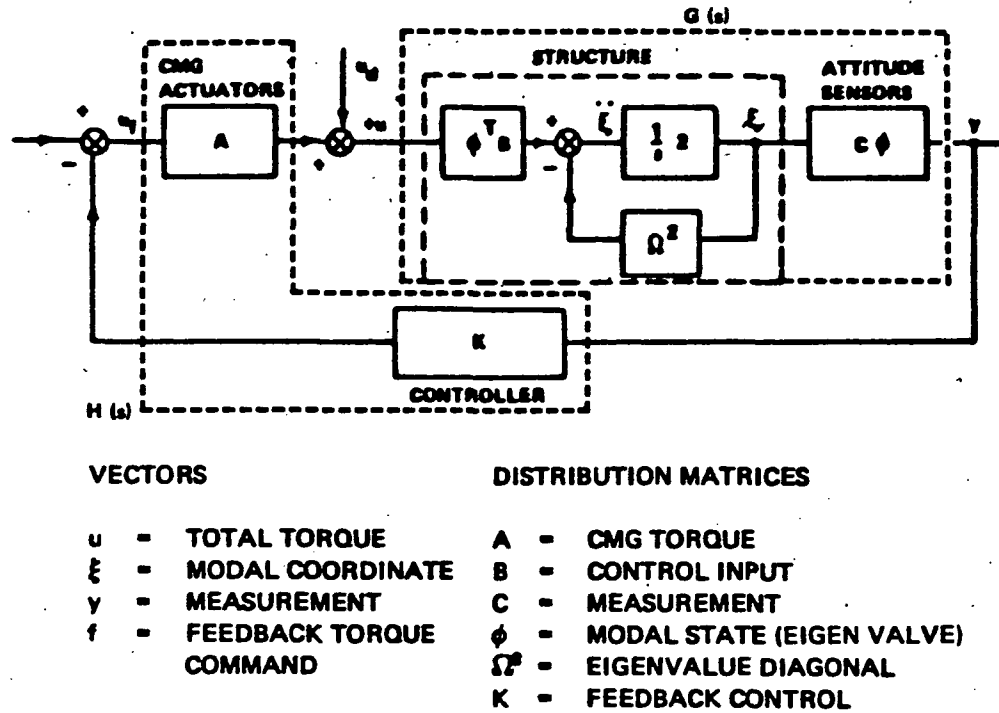 G (s)
STRUCTURE
CMG
ACTUATORS
ATTITUDE
SENSORS
+
A
+
+u
ϕ^T B
+
ξ̈
ξ
C ϕ
y
-
-
Ω²
K
CONTROLLER
H (s)
VECTORS
u = TOTAL TORQUE
ξ = MODAL COORDINATE
y = MEASUREMENT
f = FEEDBACK TORQUE
COMMAND
DISTRIBUTION MATRICES
A = CMG TORQUE
B = CONTROL INPUT
C = MEASUREMENT
ϕ = MODAL STATE (EIGEN VALVE)
Ω² = EIGENVALUE DIAGONAL
K = FEEDBACK CONTROL